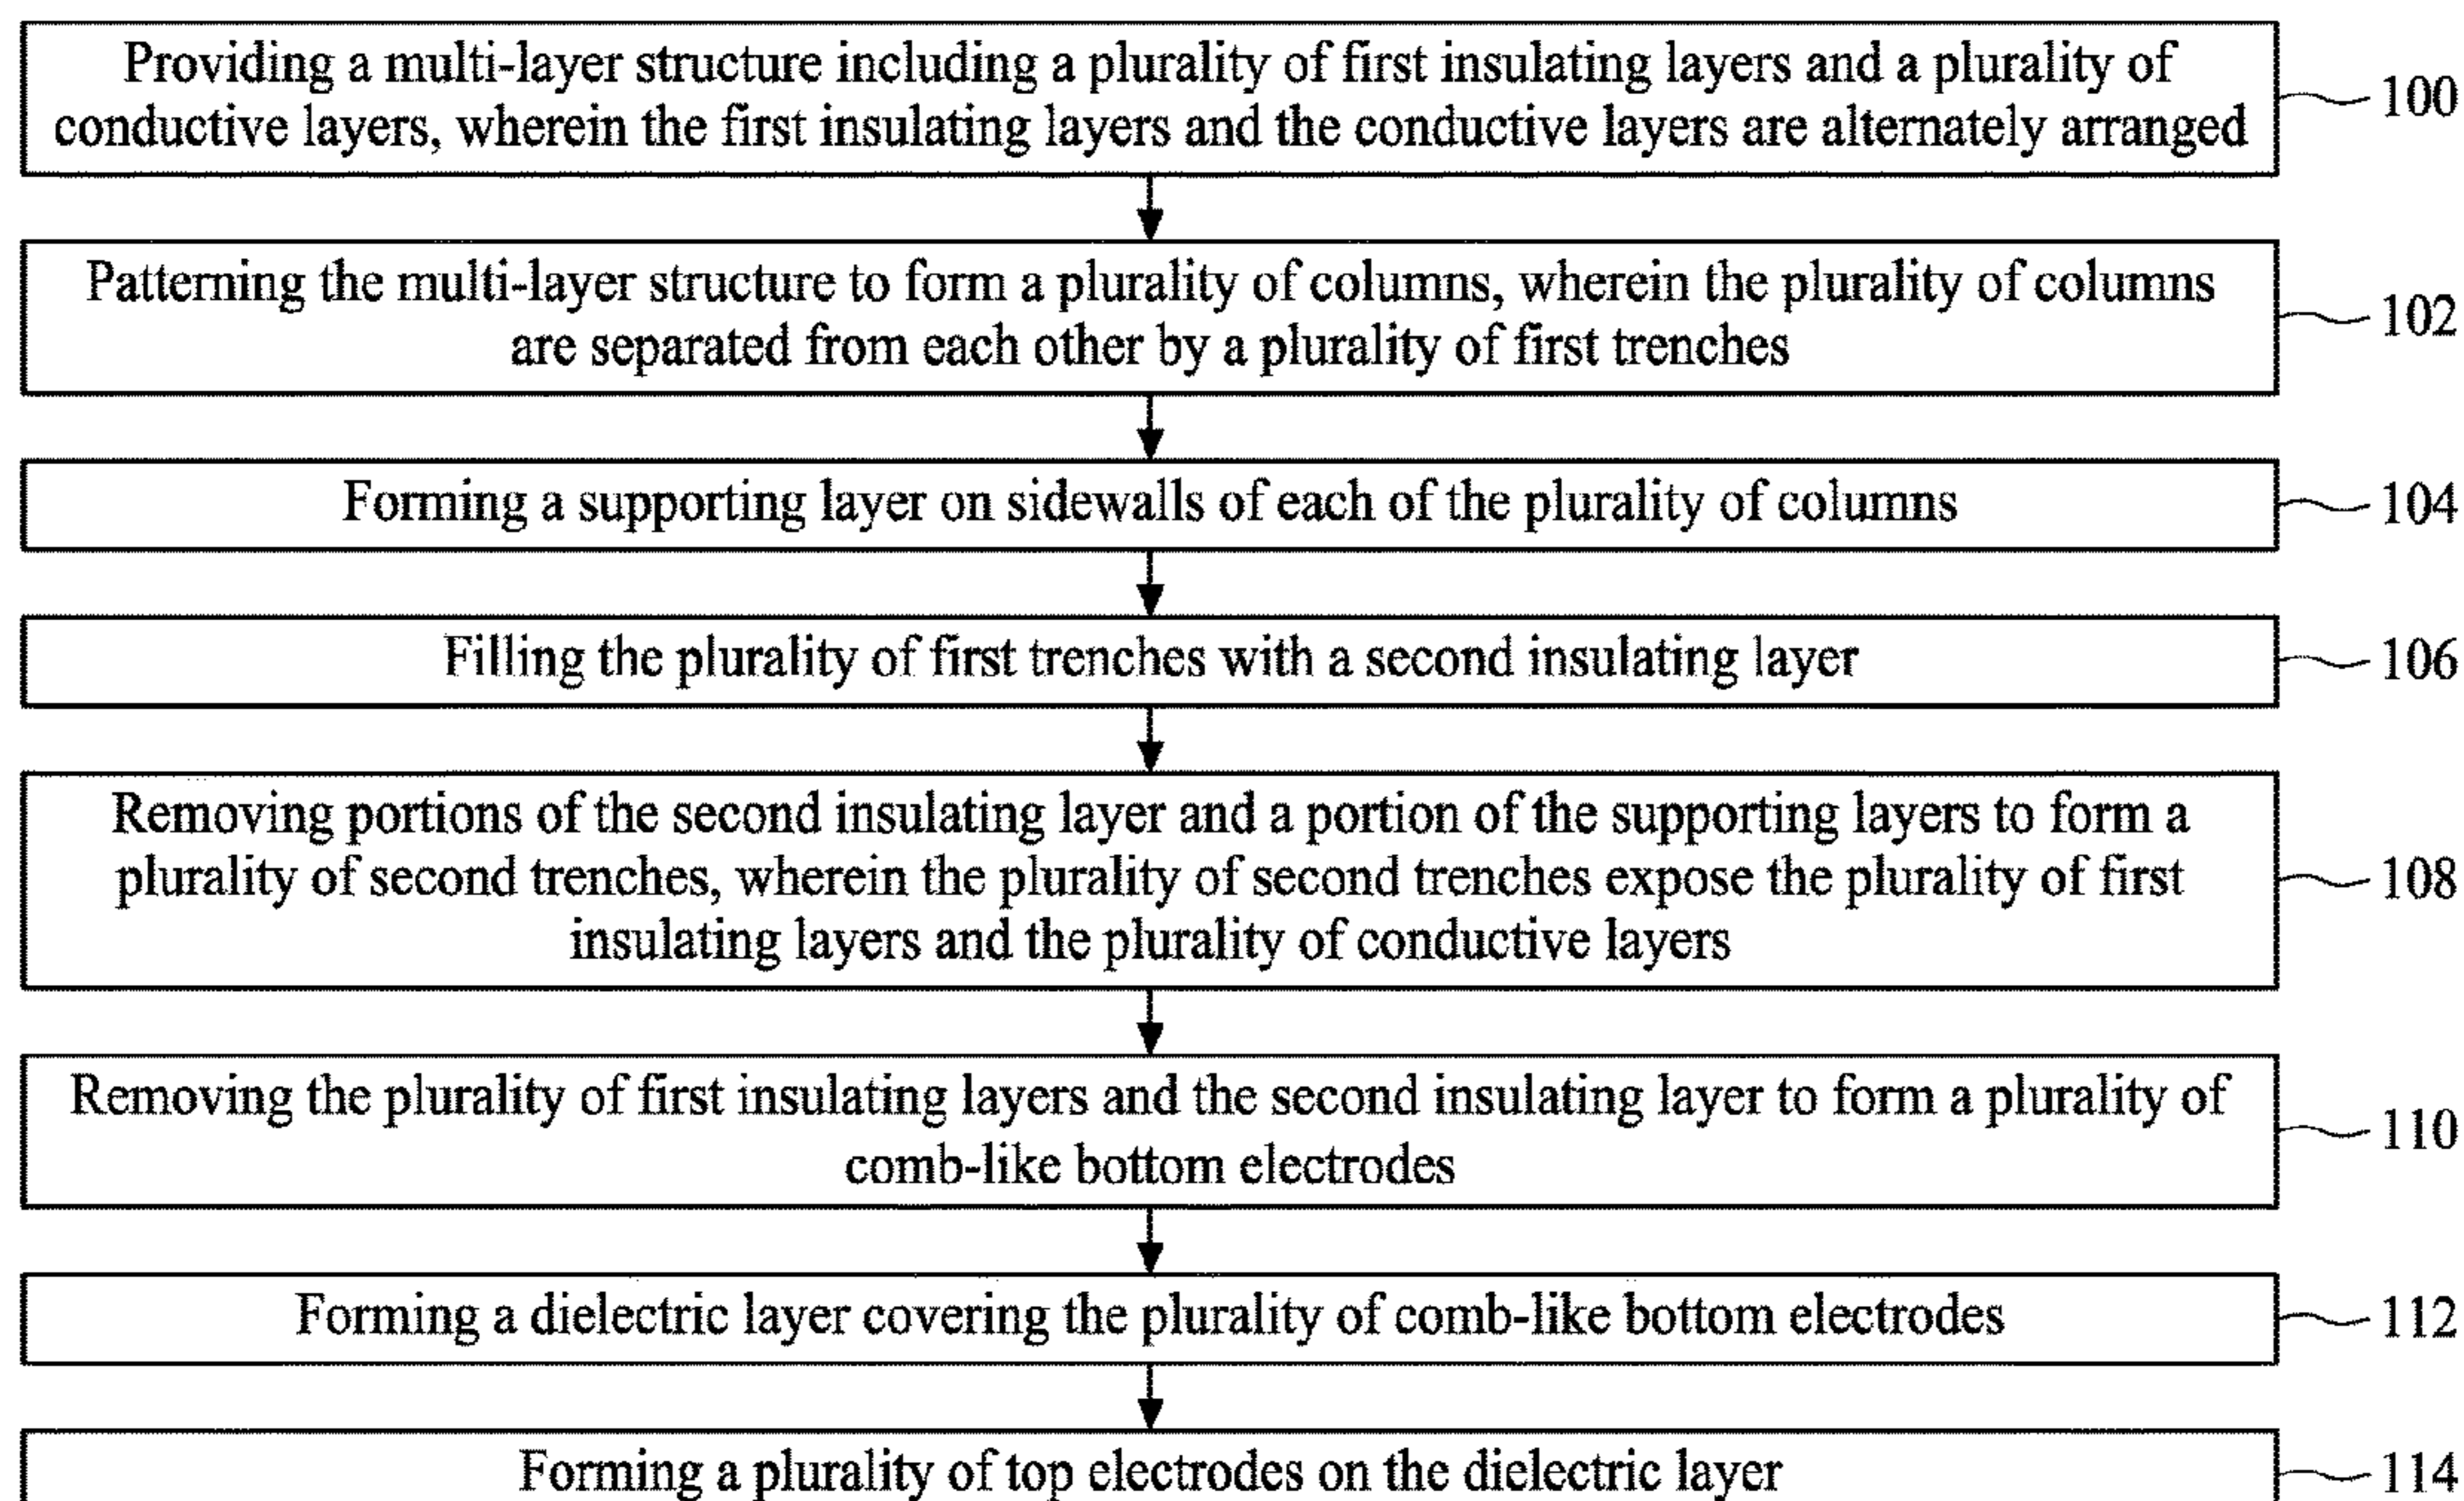 Providing a multi-layer structure including a plurality of first insulating layers and a plurality of
conductive layers, wherein the first insulating layers and the conductive layers are alternately arranged
100
Patterning the multi-layer structure to form a plurality of columns, wherein the plurality of columns
are separated from each other by a plurality of first trenches
102
Forming a supporting layer on sidewalls of each of the plurality of columns
104
Filling the plurality of first trenches with a second insulating layer
106
Removing portions of the second insulating layer and a portion of the supporting layers to form a
plurality of second trenches, wherein the plurality of second trenches expose the plurality of first
insulating layers and the plurality of conductive layers
108
Removing the plurality of first insulating layers and the second insulating layer to form a plurality of
comb-like bottom electrodes
110
Forming a dielectric layer covering the plurality of comb-like bottom electrodes
112
Forming a plurality of top electrodes on the dielectric layer
114